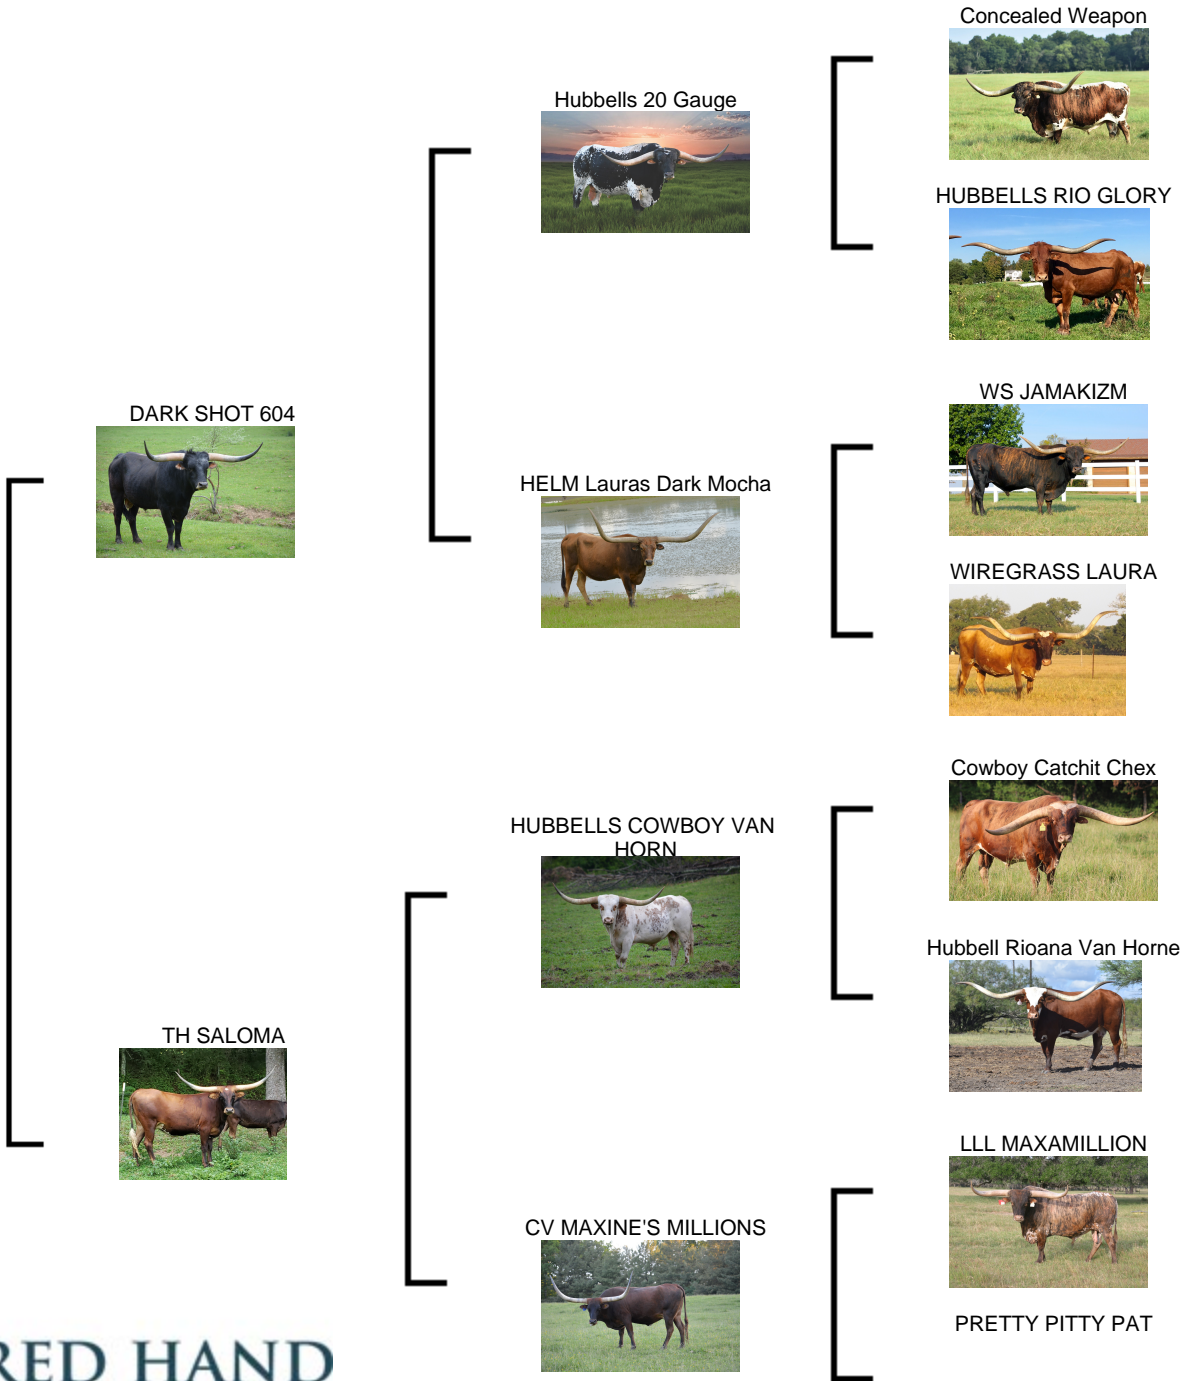 Concealed Weapon
Hubbells 20 Gauge
HUBBELLS RIO GLORY
DARK SHOT 604
WS JAMAKIZM
HELM Lauras Dark Mocha
WIREGRASS LAURA
Cowboy Catchit Chex
HUBBELLS COWBOY VAN
HORN
Hubbell Rioana Van Horne
TH SALOMA
LLL MAXAMILLION
CV MAXINE'S MILLIONS
PRETTY PITTY PAT
RED HAND